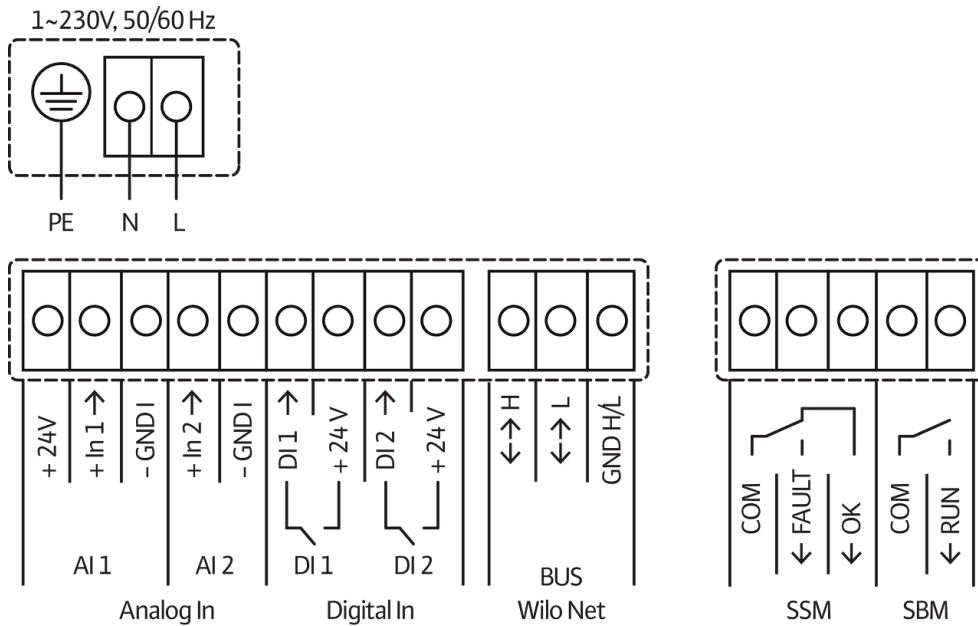 1~230V, 50/60 Hz
PE N L
+ 24V
+ In 1 →
– GND I
+ In 2 →
– GND I
DI 1 →
+ 24 V
DI 2 →
+ 24 V
H
L
GND H/L
COM
FAULT
OK
COM
RUN
AI 1 AI 2 DI 1 DI 2 BUS
Analog In Digital In Wilo Net SSM SBM